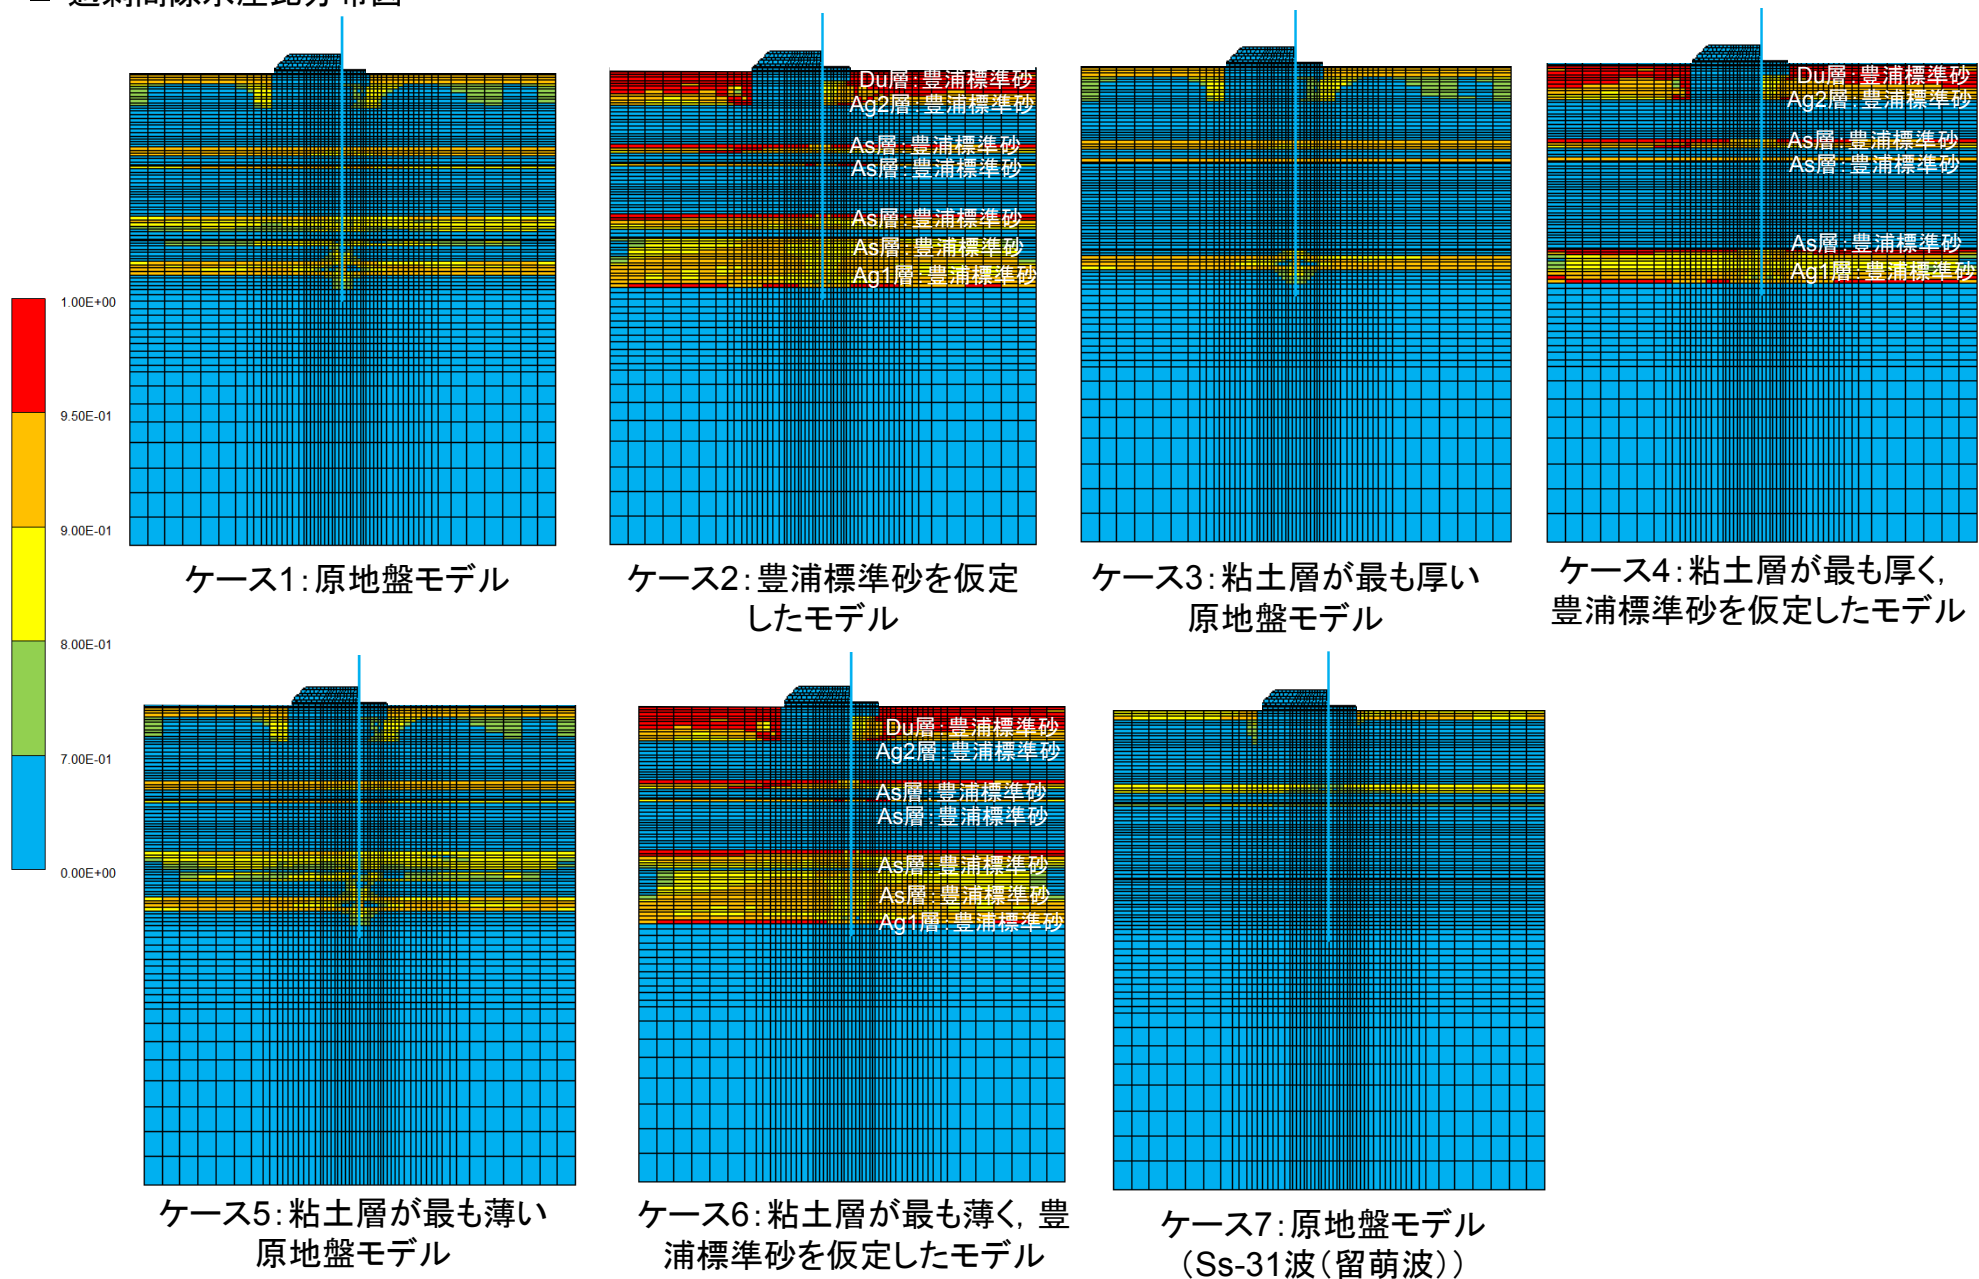 1.00E+00
9.50E-01
9.00E-01
8.00E-01
7.00E-01
0.00E+00
ケース1：原地盤モデル
Du層：豊浦標準砂
Ag2層：豊浦標準砂
As層：豊浦標準砂
As層：豊浦標準砂
As層：豊浦標準砂
As層：豊浦標準砂
Ag1層：豊浦標準砂
ケース2：豊浦標準砂を仮定
したモデル
ケース3：粘土層が最も厚い
原地盤モデル
Du層：豊浦標準砂
Ag2層：豊浦標準砂
As層：豊浦標準砂
As層：豊浦標準砂
As層：豊浦標準砂
Ag1層：豊浦標準砂
ケース4：粘土層が最も厚く，
豊浦標準砂を仮定したモデル
ケース5：粘土層が最も薄い
原地盤モデル
Du層：豊浦標準砂
Ag2層：豊浦標準砂
As層：豊浦標準砂
As層：豊浦標準砂
As層：豊浦標準砂
As層：豊浦標準砂
Ag1層：豊浦標準砂
ケース6：粘土層が最も薄く，豊
浦標準砂を仮定したモデル
ケース7：原地盤モデル
（Ss-31波（留萌波））